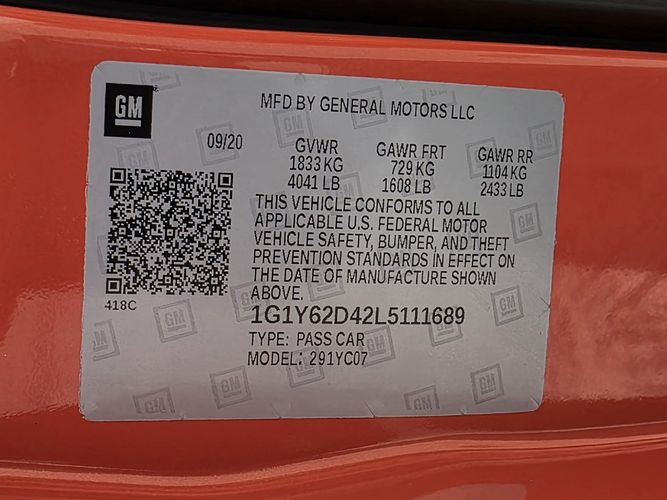 GM
MFD BY GENERAL MOTORS LLC
09/20
GVWR
1833 KG
4041 LB
GAWR FRT
729 KG
1608 LB
GAWR RR
1104 KG
2433 LB
THIS VEHICLE CONFORMS TO ALL
APPLICABLE U.S. FEDERAL MOTOR
VEHICLE SAFETY, BUMPER, AND THEFT
PREVENTION STANDARDS IN EFFECT ON
THE DATE OF MANUFACTURE SHOWN
ABOVE.
418C
1G1Y62D42L5111689
TYPE: PASS CAR
MODEL: 291YC07